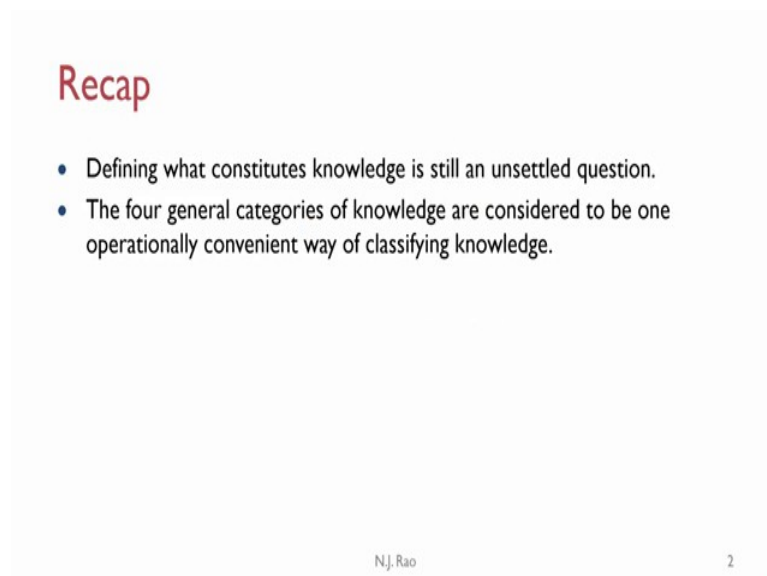 Recap
• Defining what constitutes knowledge is still an unsettled question.
• The four general categories of knowledge are considered to be one
operationally convenient way of classifying knowledge.
N.J. Rao
2